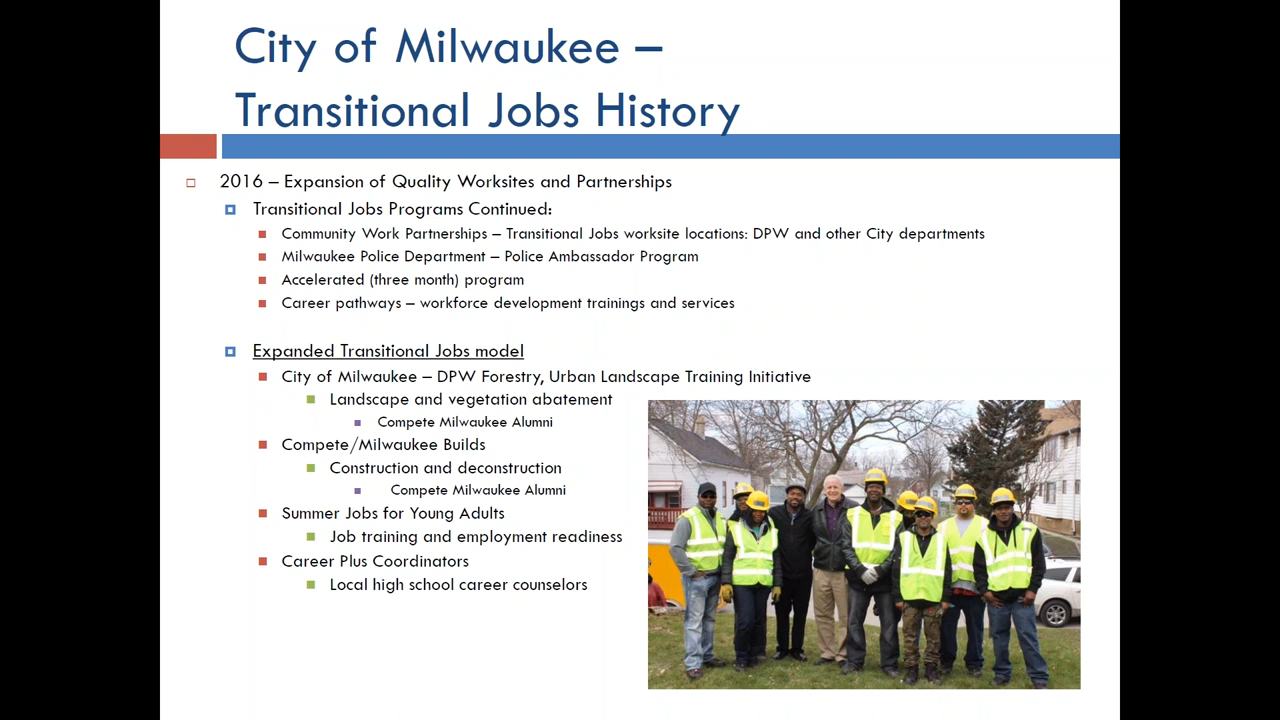 City of Milwaukee –
Transitional Jobs History
2016 – Expansion of Quality Worksites and Partnerships
Transitional Jobs Programs Continued:
Community Work Partnerships – Transitional Jobs worksite locations: DPW and other City departments
Milwaukee Police Department – Police Ambassador Program
Accelerated (three month) program
Career pathways – workforce development trainings and services
Expanded Transitional Jobs model
City of Milwaukee – DPW Forestry, Urban Landscape Training Initiative
Landscape and vegetation abatement
Compete Milwaukee Alumni
Compete/Milwaukee Builds
Construction and deconstruction
Compete Milwaukee Alumni
Summer Jobs for Young Adults
Job training and employment readiness
Career Plus Coordinators
Local high school career counselors